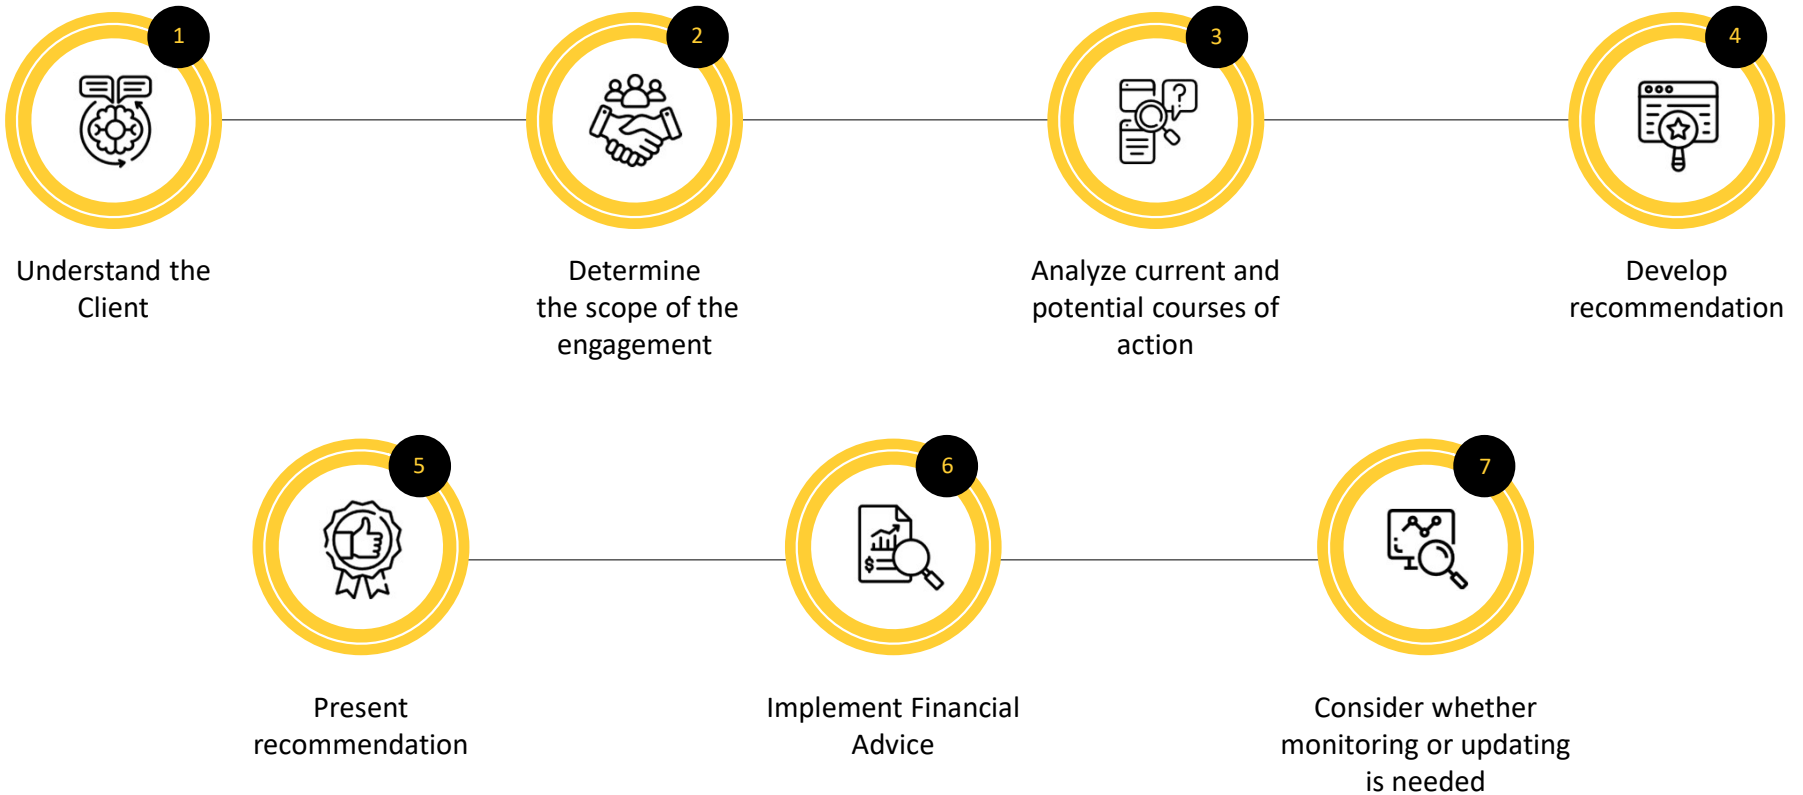 1
Understand the
Client
2
Determine
the scope of the
engagement
3
Analyze current and
potential courses of
action
4
Develop
recommendation
5
Present
recommendation
6
Implement Financial
Advice
7
Consider whether
monitoring or updating
is needed
?
$